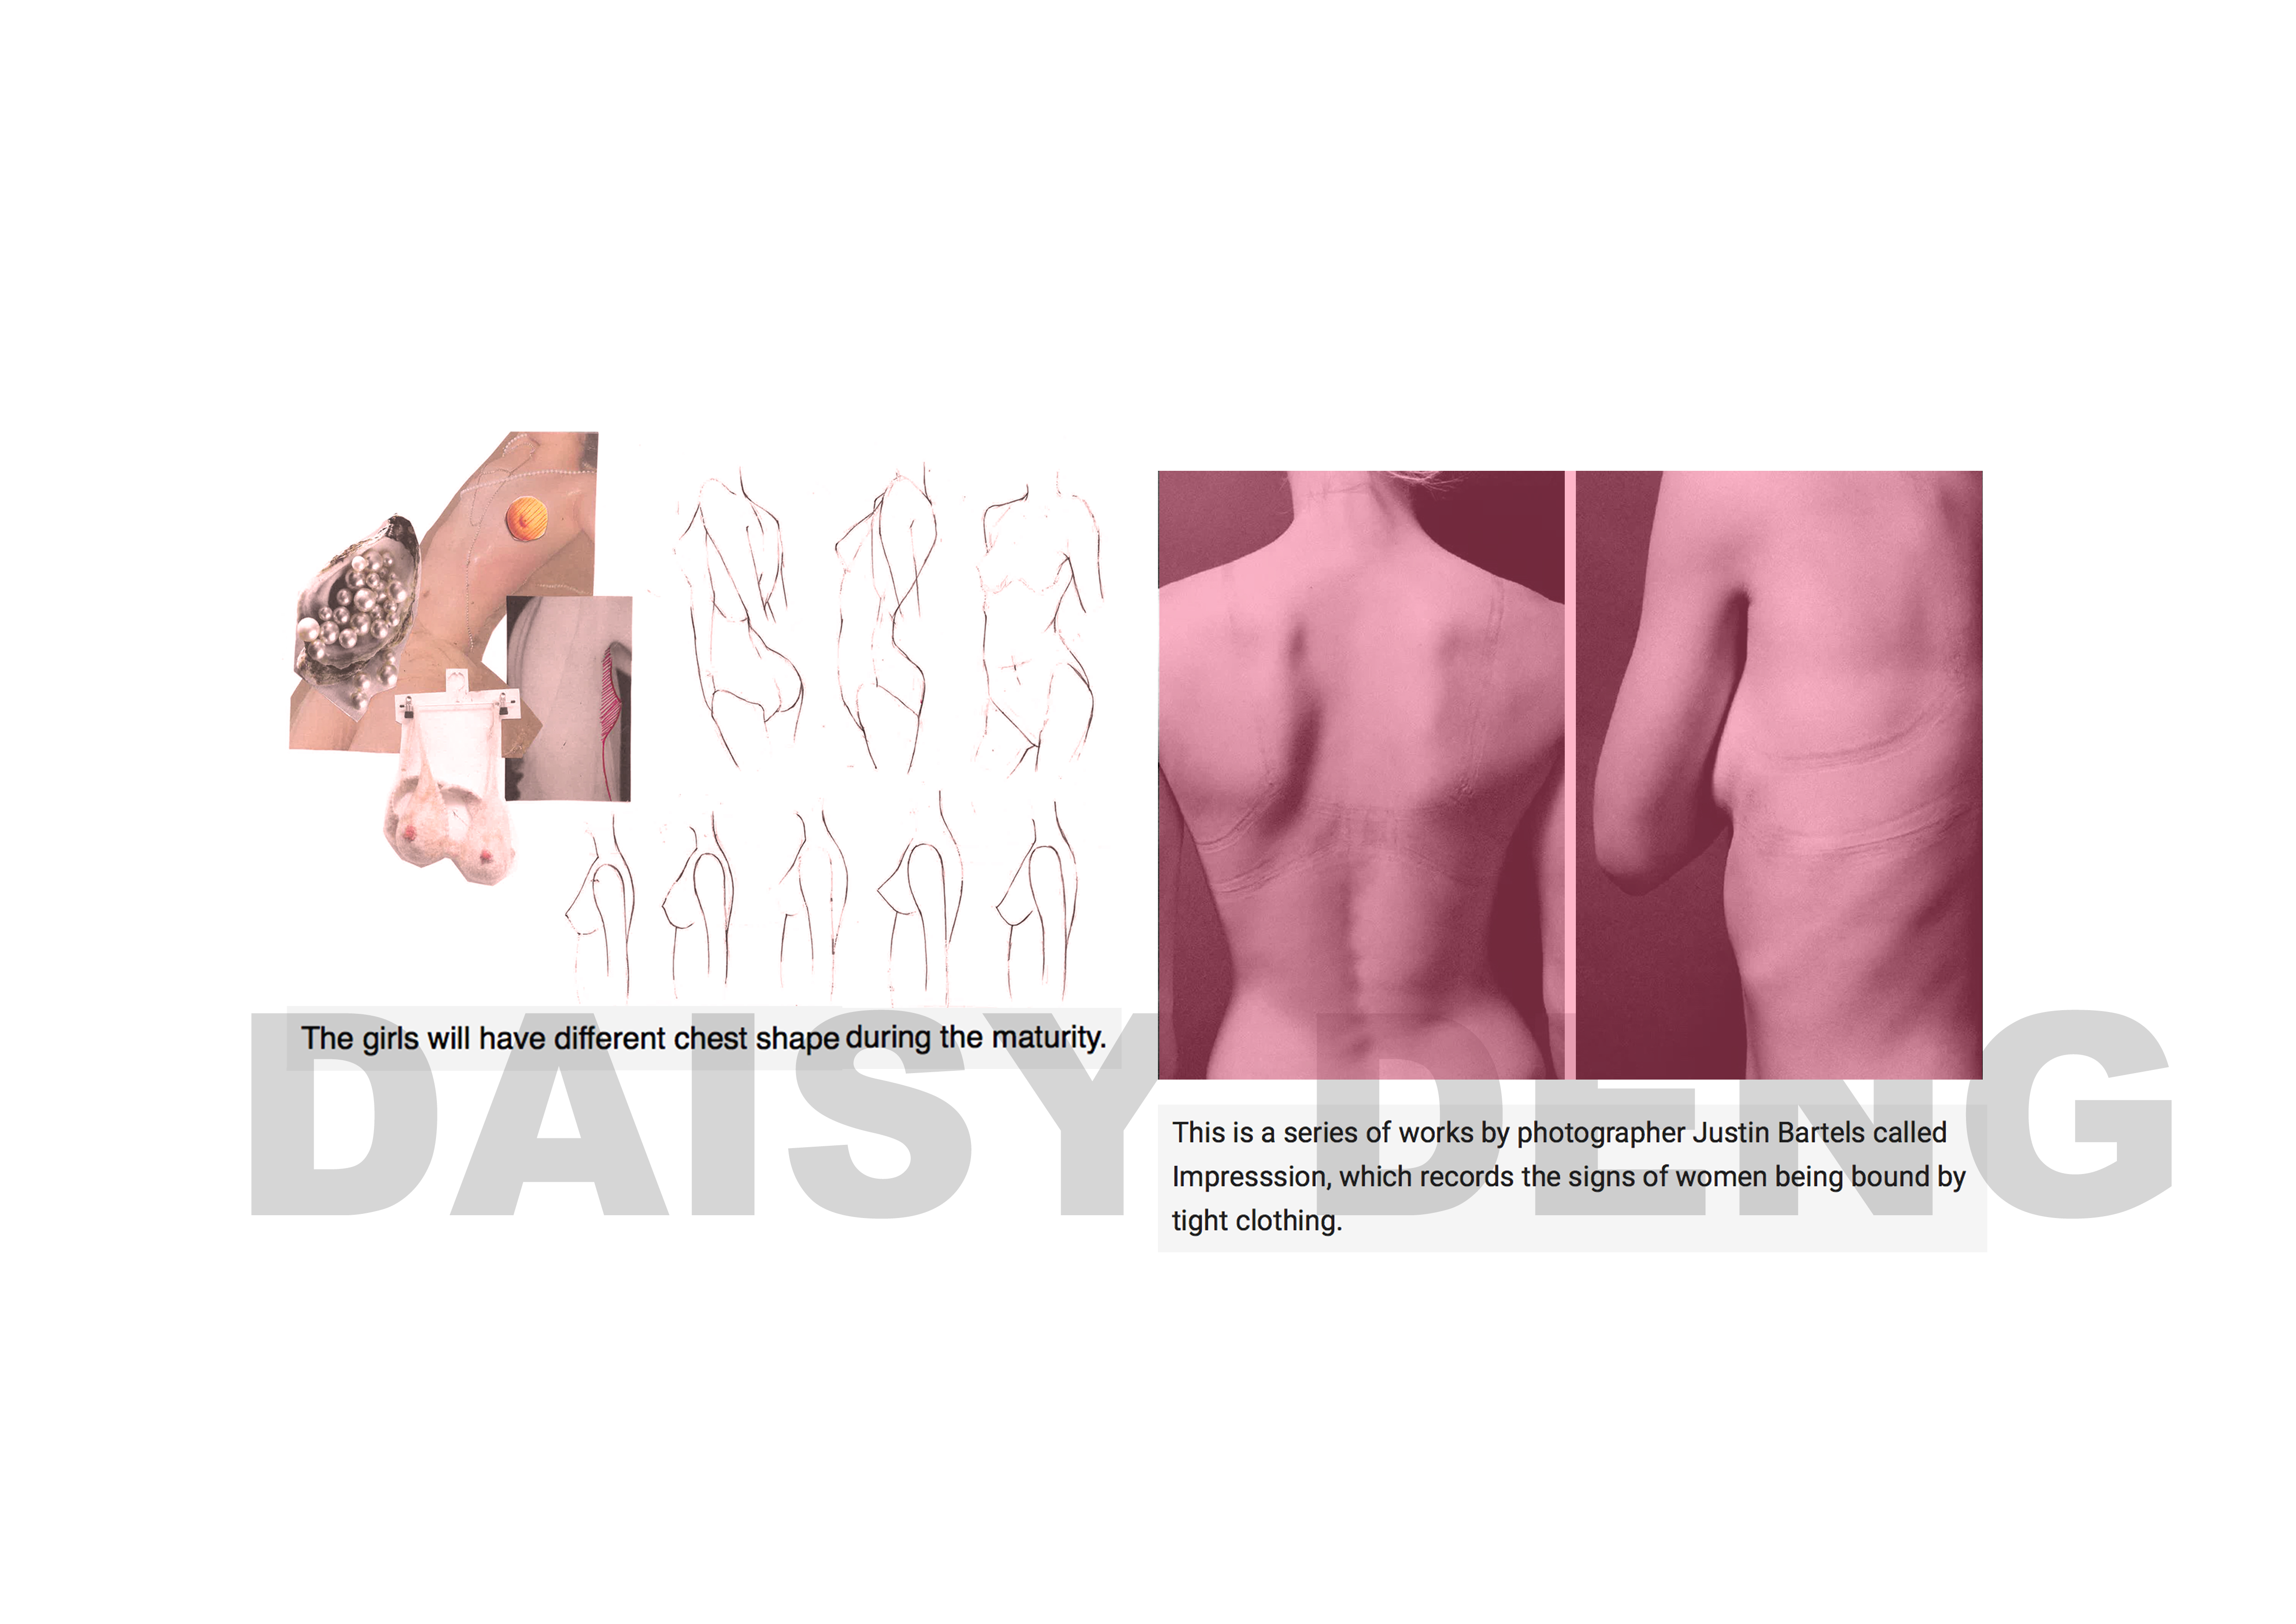 The girls will have different chest shape during the maturity.
DAISY DENG
This is a series of works by photographer Justin Bartels called
Impresssion, which records the signs of women being bound by
tight clothing.